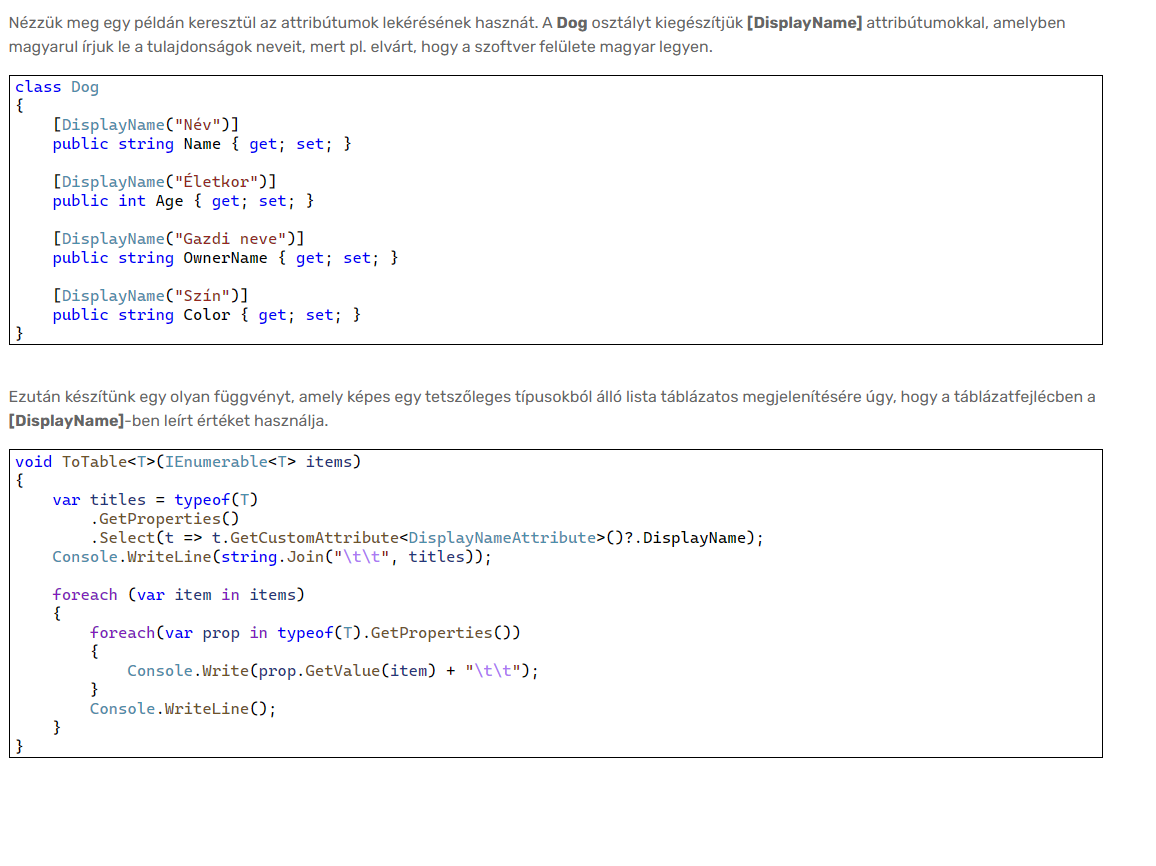 Nézzük meg egy példán keresztül az attribútumok lekérésének hasznát. A Dog osztályt kiegészítjük [DisplayName] attribútumokkal, amelyben
magyarul írjuk le a tulajdonságok neveit, mert pl. elvárt, hogy a szoftver felülete magyar legyen.
class Dog
{
    [DisplayName("Név")]
    public string Name { get; set; }
    [DisplayName("Életkor")]
    public int Age { get; set; }
    [DisplayName("Gazdi neve")]
    public string OwnerName { get; set; }
    [DisplayName("Szín")]
    public string Color { get; set; }
}
Ezután készítünk egy olyan függvényt, amely képes egy tetszőleges típusokból álló lista táblázatos megjelenítésére úgy, hogy a táblázatfejlécben a
[DisplayName]-ben leírt értéket használja.
void ToTable<T>(IEnumerable<T> items)
{
    var titles = typeof(T)
        .GetProperties()
        .Select(t => t.GetCustomAttribute<DisplayNameAttribute>()?.DisplayName);
    Console.WriteLine(string.Join("\t\t", titles));
    foreach (var item in items)
    {
        foreach(var prop in typeof(T).GetProperties())
        {
            Console.Write(prop.GetValue(item) + "\t\t");
        }
        Console.WriteLine();
    }
}